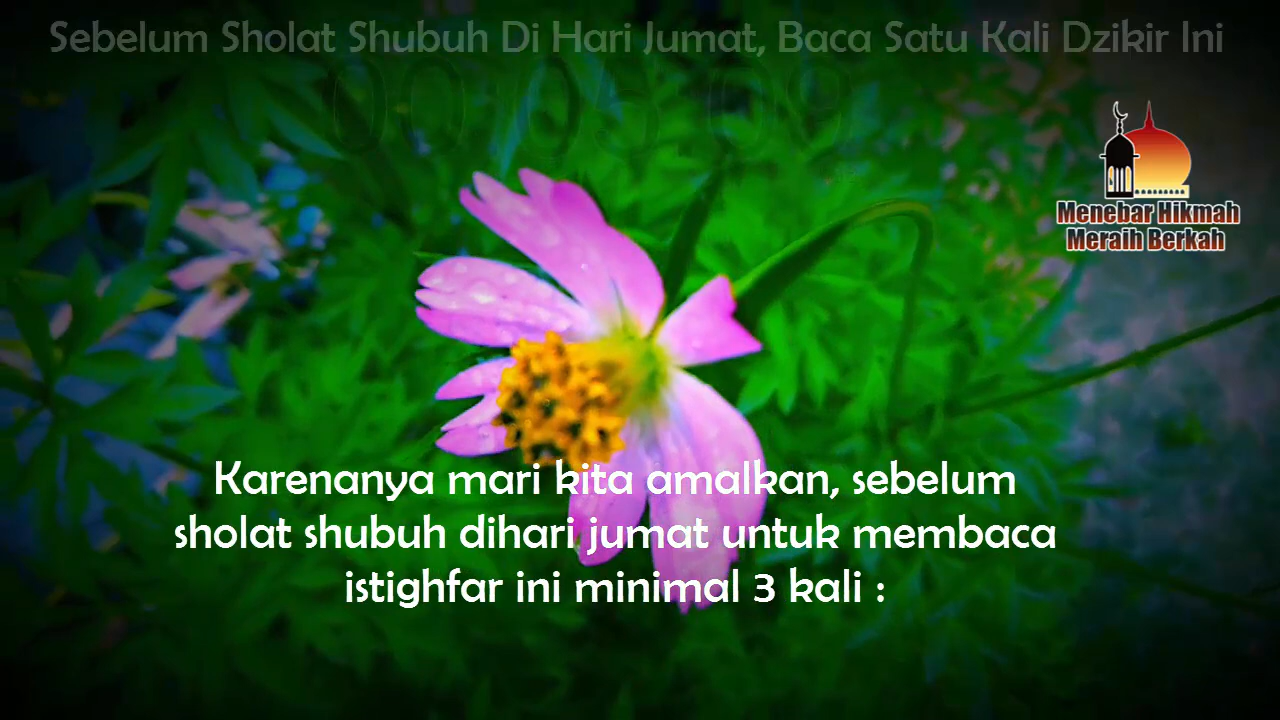 Sebelum Sholat Shubuh Di Hari Jumat, Baca Satu Kali Dzikir Ini
Menebar Hikmah
Meraih Berkah
Karenanya mari kita amalkan, sebelum
sholat shubuh dihari jumat untuk membaca
istighfar ini minimal 3 kali :